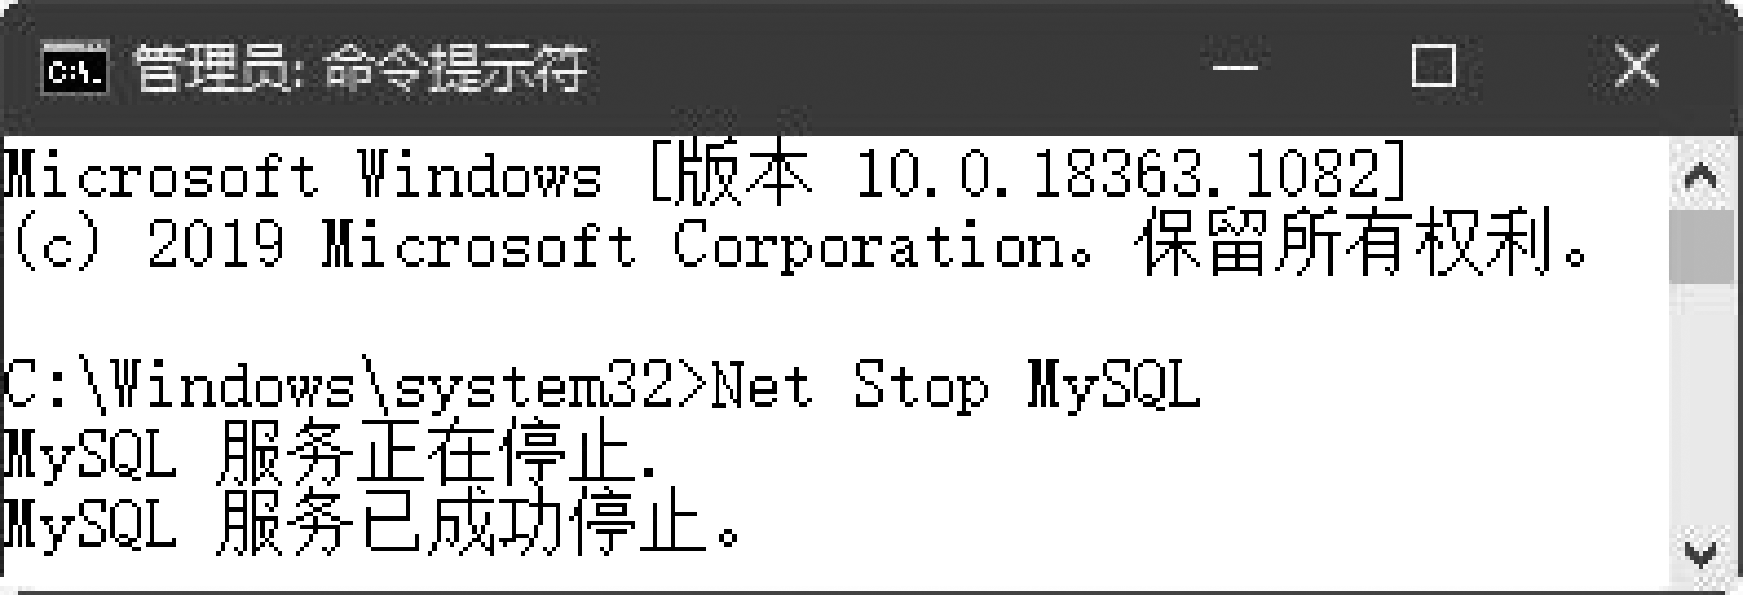 管理员: 命令提示符
Microsoft Windows [版本 10.0.18363.1082]
(c) 2019 Microsoft Corporation。保留所有权利。
C:\Windows\system32>Net Stop MySQL
MySQL 服务正在停止.
MySQL 服务已成功停止。